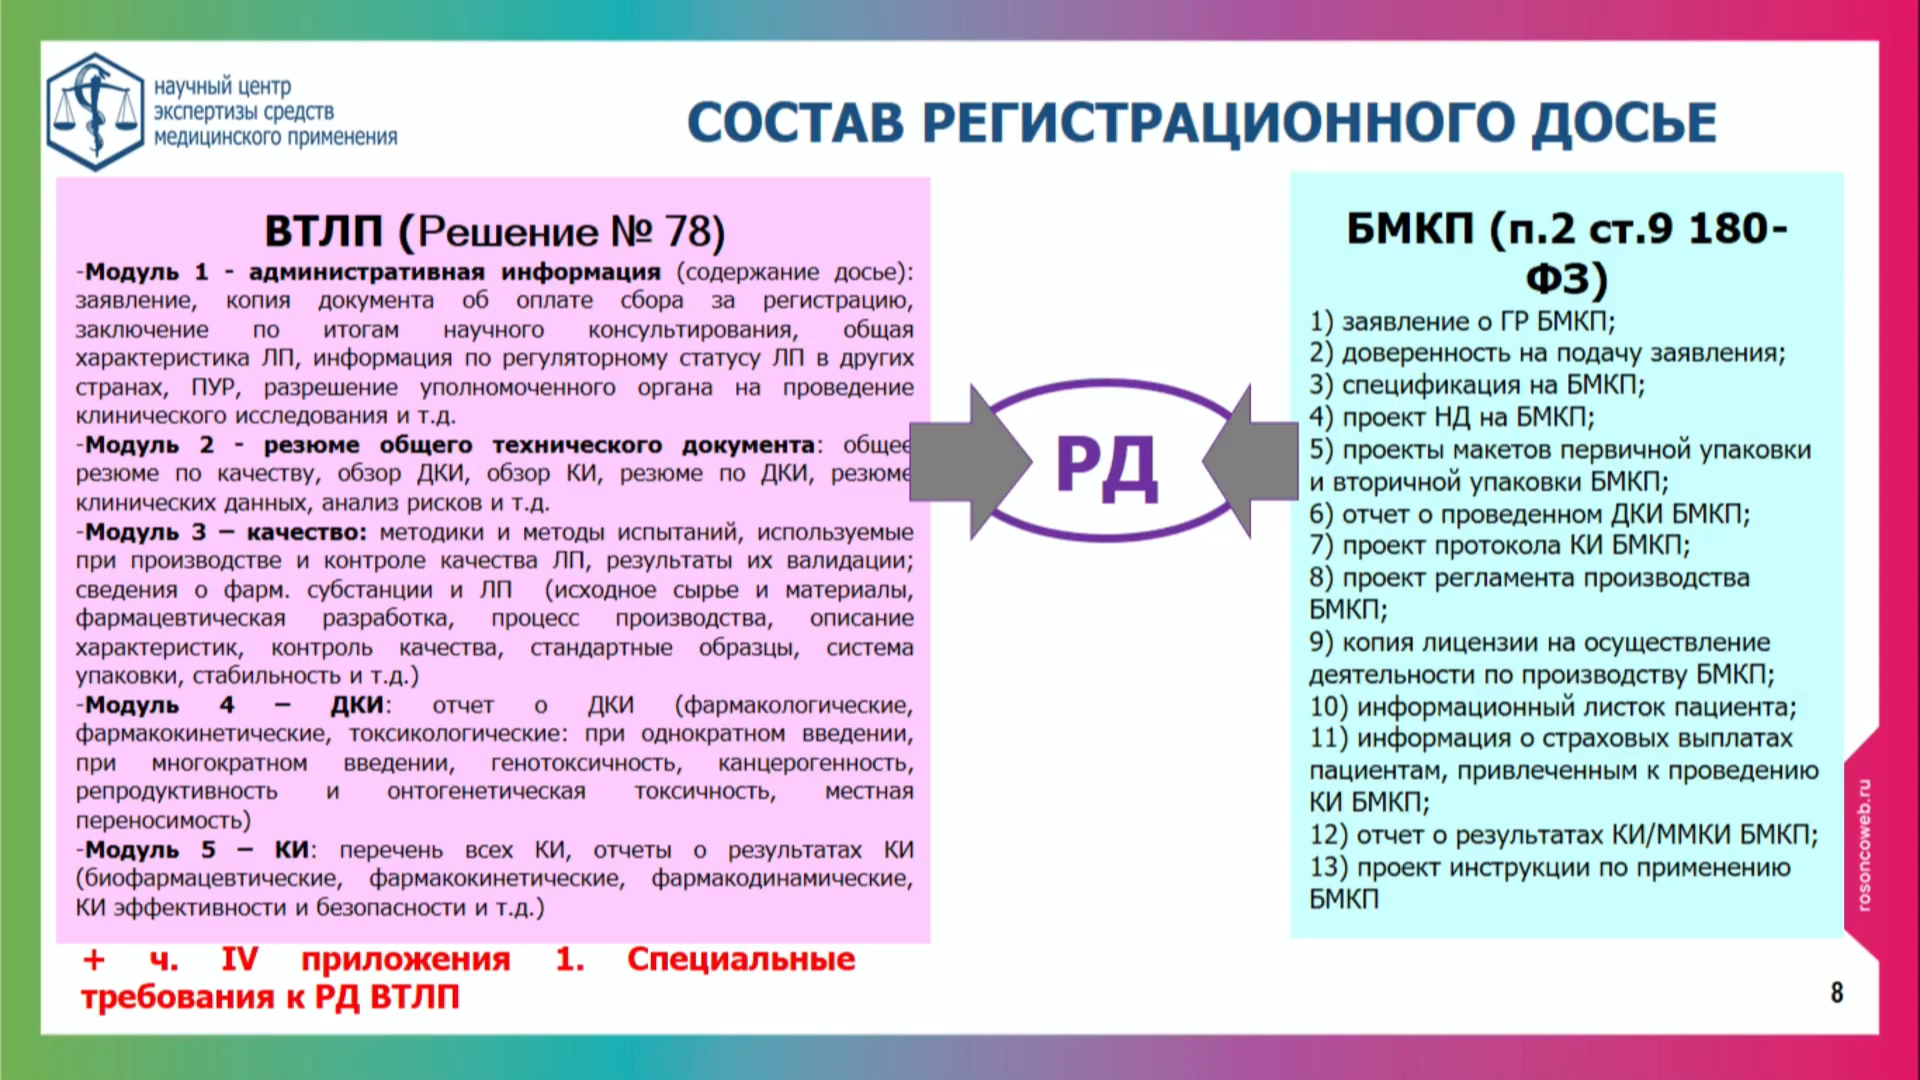 научный центр
экспертизы средств
медицинского применения
СОСТАВ РЕГИСТРАЦИОННОГО ДОСЬЕ
ВТЛП (Решение № 78)
-Модуль 1 - административная информация (содержание досье):
заявление, копия документа об оплате сбора за регистрацию,
заключение по итогам научного консультирования, общая
характеристика ЛП, информация по регуляторному статусу ЛП в других
странах, ПУР, разрешение уполномоченного органа на проведение
клинического исследования и т.д.
-Модуль 2 - резюме общего технического документа: общее
резюме по качеству, обзор ДКИ, обзор КИ, резюме по ДКИ, резюме
клинических данных, анализ рисков и т.д.
-Модуль 3 – качество: методики и методы испытаний, используемые
при производстве и контроле качества ЛП, результаты их валидации;
сведения о фарм. субстанции и ЛП (исходное сырье и материалы,
фармацевтическая разработка, процесс производства, описание
характеристик, контроль качества, стандартные образцы, система
упаковки, стабильность и т.д.)
-Модуль 4 – ДКИ: отчет о ДКИ (фармакологические,
фармакокинетические, токсикологические: при однократном введении,
при многократном введении, генотоксичность, канцерогенность,
репродуктивность и онтогенетическая токсичность, местная
переносимость)
-Модуль 5 – КИ: перечень всех КИ, отчеты о результатах КИ
(биофармацевтические, фармакокинетические, фармакодинамические,
КИ эффективности и безопасности и т.д.)
+ ч. IV приложения 1. Специальные
требования к РД ВТЛП
РД
БМКП (п.2 ст.9 180-
ФЗ)
1) заявление о ГР БМКП;
2) доверенность на подачу заявления;
3) спецификация на БМКП;
4) проект НД на БМКП;
5) проекты макетов первичной упаковки
и вторичной упаковки БМКП;
6) отчет о проведенном ДКИ БМКП;
7) проект протокола КИ БМКП;
8) проект регламента производства
БМКП;
9) копия лицензии на осуществление
деятельности по производству БМКП;
10) информационный листок пациента;
11) информация о страховых выплатах
пациентам, привлеченным к проведению
КИ БМКП;
12) отчет о результатах КИ/ММКИ БМКП;
13) проект инструкции по применению
БМКП
rosoncoweb.ru
8